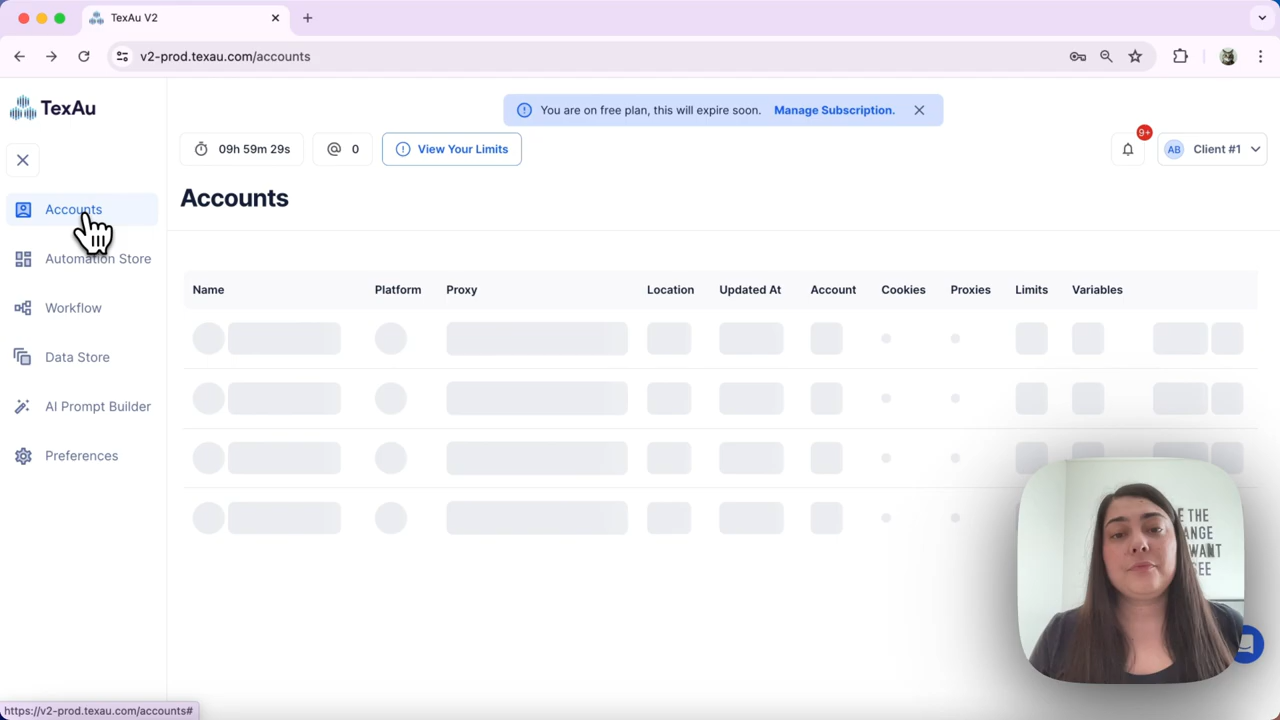 TexAu V2
v2-prod.texau.com/accounts
TexAu
You are on free plan, this will expire soon. Manage Subscription.
09h 59m 29s
@ 0
View Your Limits
9+
AB Client #1
Accounts
Automation Store
Workflow
Data Store
AI Prompt Builder
Preferences
Accounts
Name Platform Proxy Location Updated At Account Cookies Proxies Limits Variables
THE
WANT
SEE
https://v2-prod.texau.com/accounts#